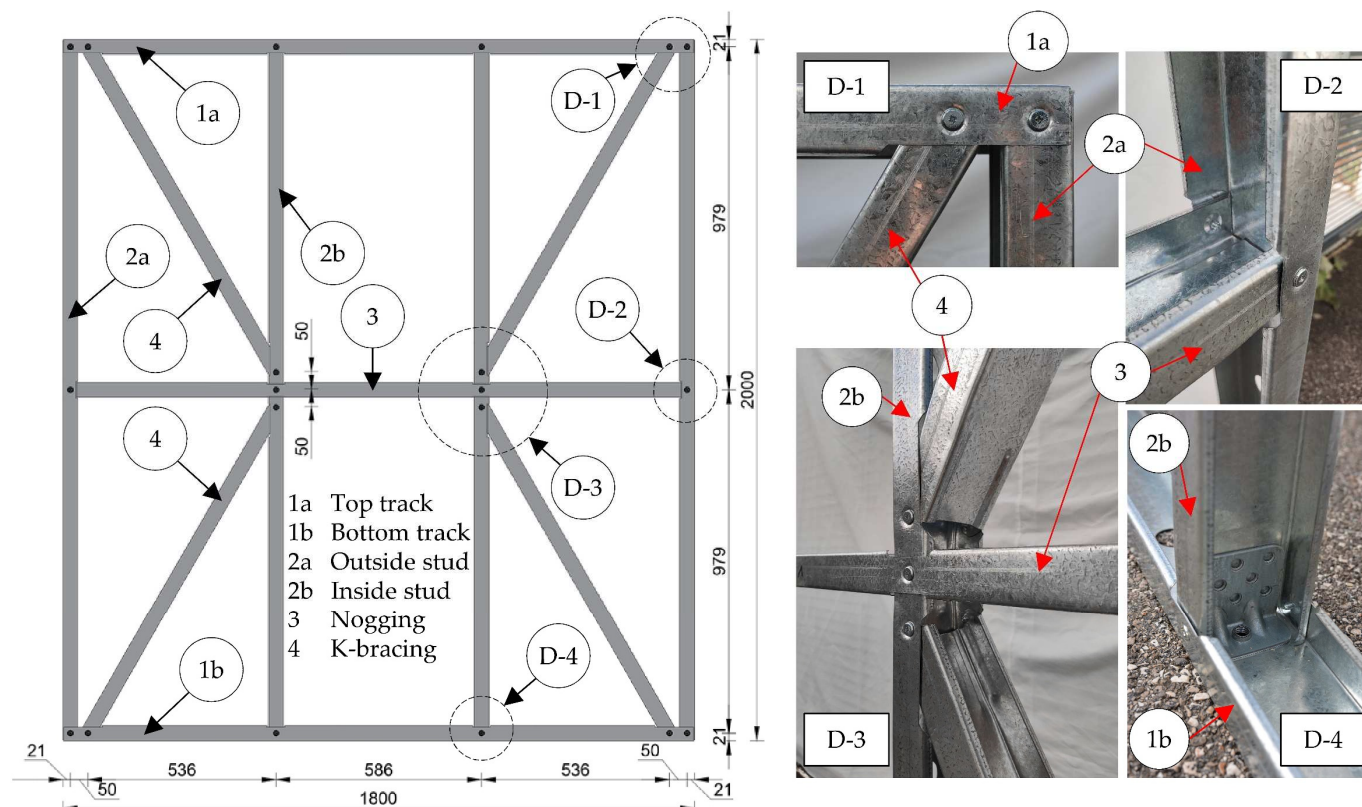 1a
D-1
D-2
1a
D-1
21
2a
2b
979
2a
4
3
50
D-2
4
2000
3
2b
4
50
D-3
2b
1a Top track
1b Bottom track
2a Outside stud
2b Inside stud
3 Nogging
4 K-bracing
979
1b
D-4
21
D-3
1b
D-4
21
50
536
586
536
50
21
1800